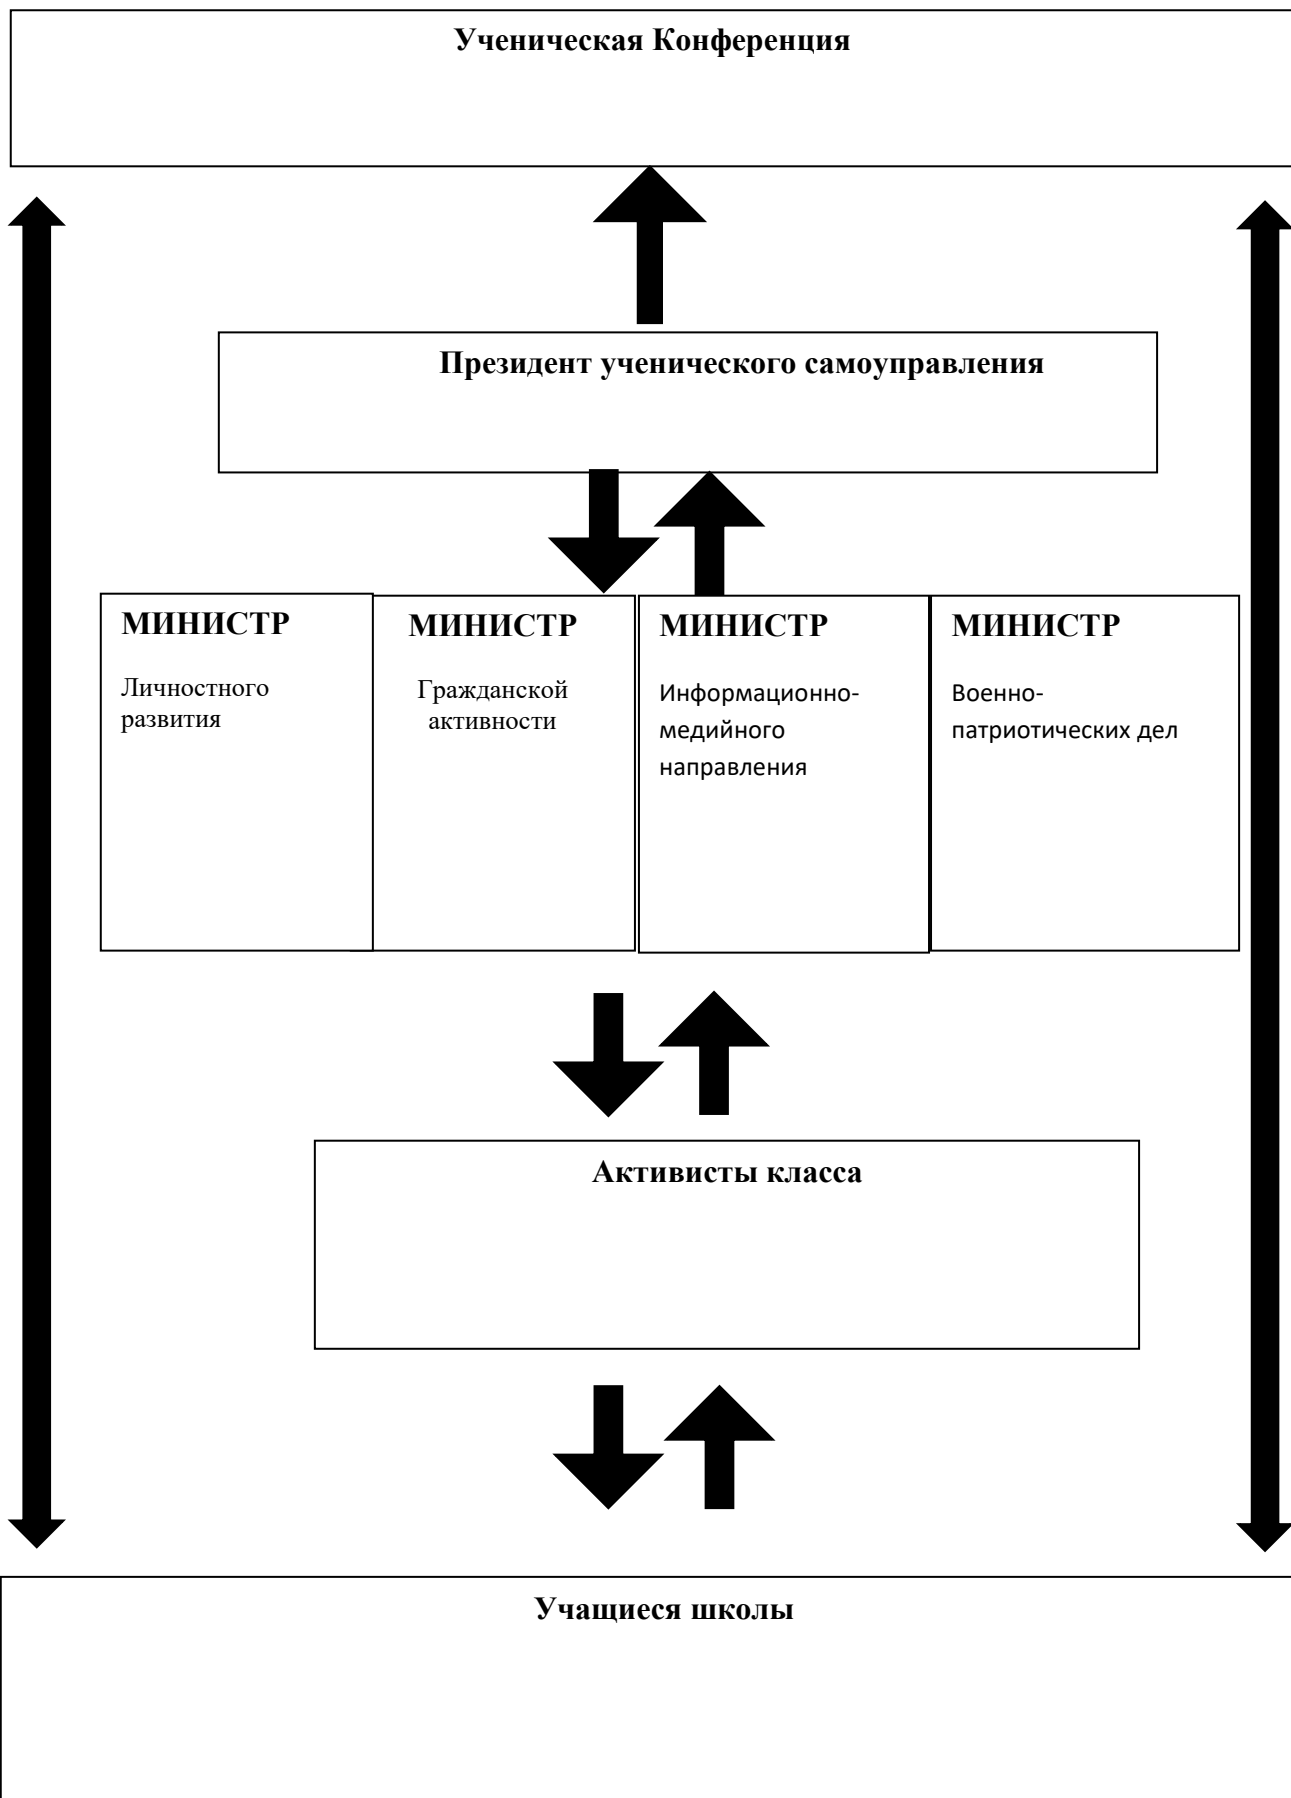 Ученическая Конференция
Президент ученического самоуправления
МИНИСТР
Личностного
развития
МИНИСТР
Гражданской
активности
МИНИСТР
Информационно-
медийного
направления
МИНИСТР
Военно-
патриотических дел
Активисты класса
Учащиеся школы